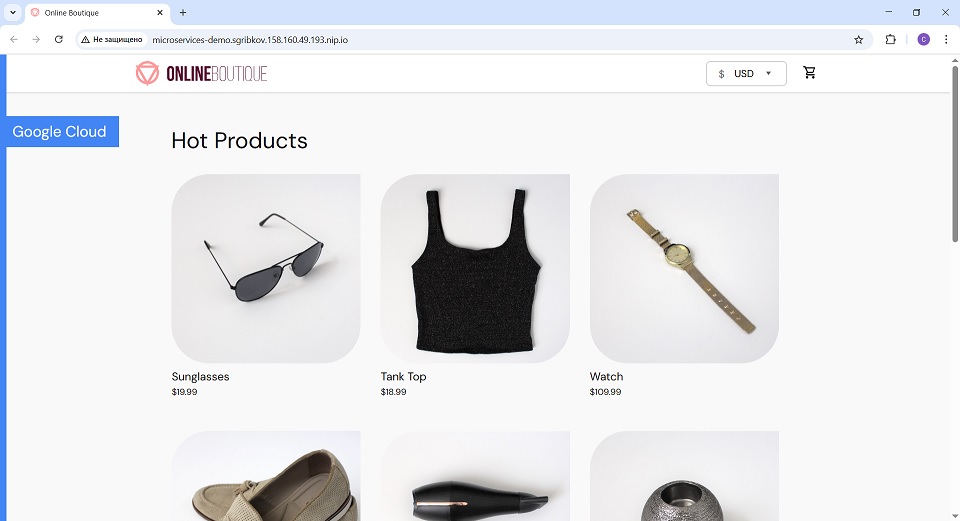 Online Boutique
Не защищено
microservices-demo.sgribkov.158.160.49.193.nip.io
C
ONLINEBOUTIQUE
$ USD
Google Cloud
Hot Products
Sunglasses
$19.99
Tank Top
$18.99
Watch
$109.99